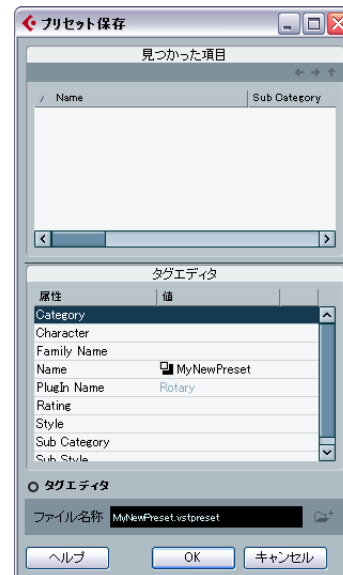 プリセット保存
見つかった項目
/ Name Sub Category
タグエディタ
属性 値
Category
Character
Family Name
Name MyNewPreset
PlugIn Name Rotary
Rating
Style
Sub Category
Sub Style
タグエディタ
ファイル名称 MyNewPreset.vstpreset
ヘルプ OK キャンセル